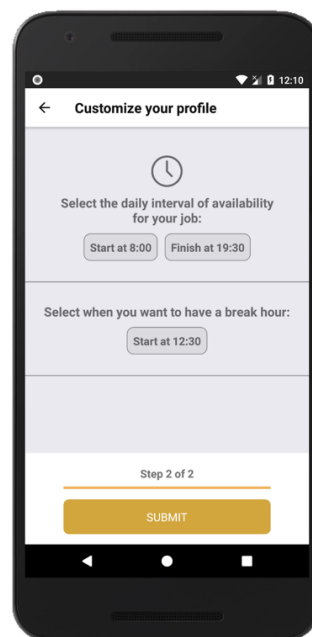 12:10
Customize your profile
Select the daily interval of availability
for your job:
Start at 8:00 Finish at 19:30
Select when you want to have a break hour:
Start at 12:30
Step 2 of 2
SUBMIT